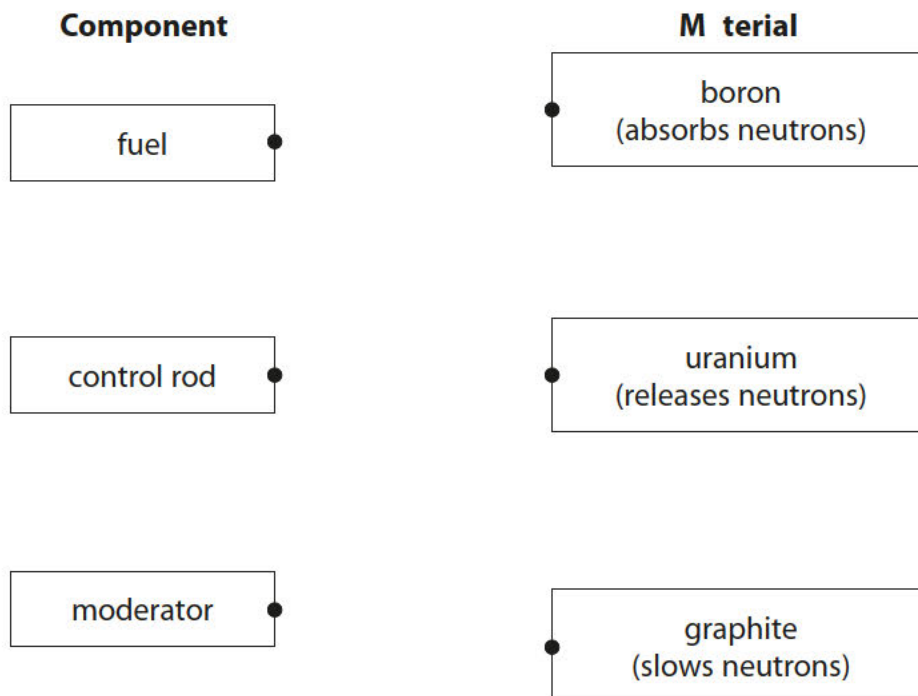 Component
M terial
fuel
boron
(absorbs neutrons)
control rod
uranium
(releases neutrons)
moderator
graphite
(slows neutrons)